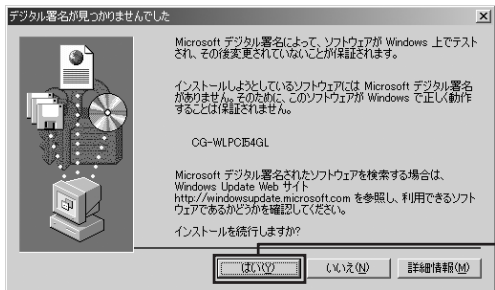 デジタル署名が見つかりませんでした
Microsoft デジタル署名によって、ソフトウェアが Windows 上でテスト
され、その後変更されていないことが保証されます。
インストールしようとしているソフトウェアには Microsoft デジタル署名
がありません。そのために、このソフトウェアが Windows で正しく動作
することは保証されません。
CG-WLPCI54GL
Microsoft デジタル署名されたソフトウェアを検索する場合は、
Windows Update Web サイト
http://windowsupdate.microsoft.com を参照し、利用できるソフト
ウェアであるかどうかを確認してください。
インストールを続行しますか?
はい(Y) いいえ(N) 詳細情報(M)